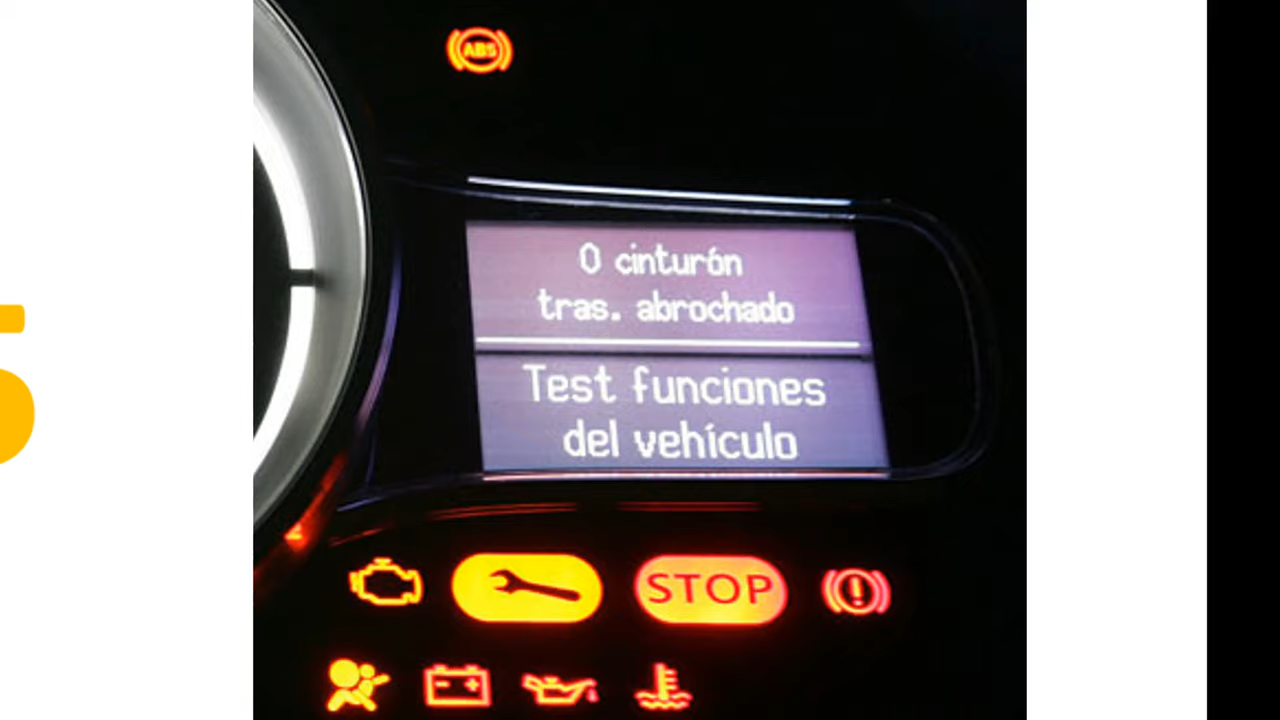 ABS
0 cinturón
tras. abrochado
Test funciones
del vehículo
STOP